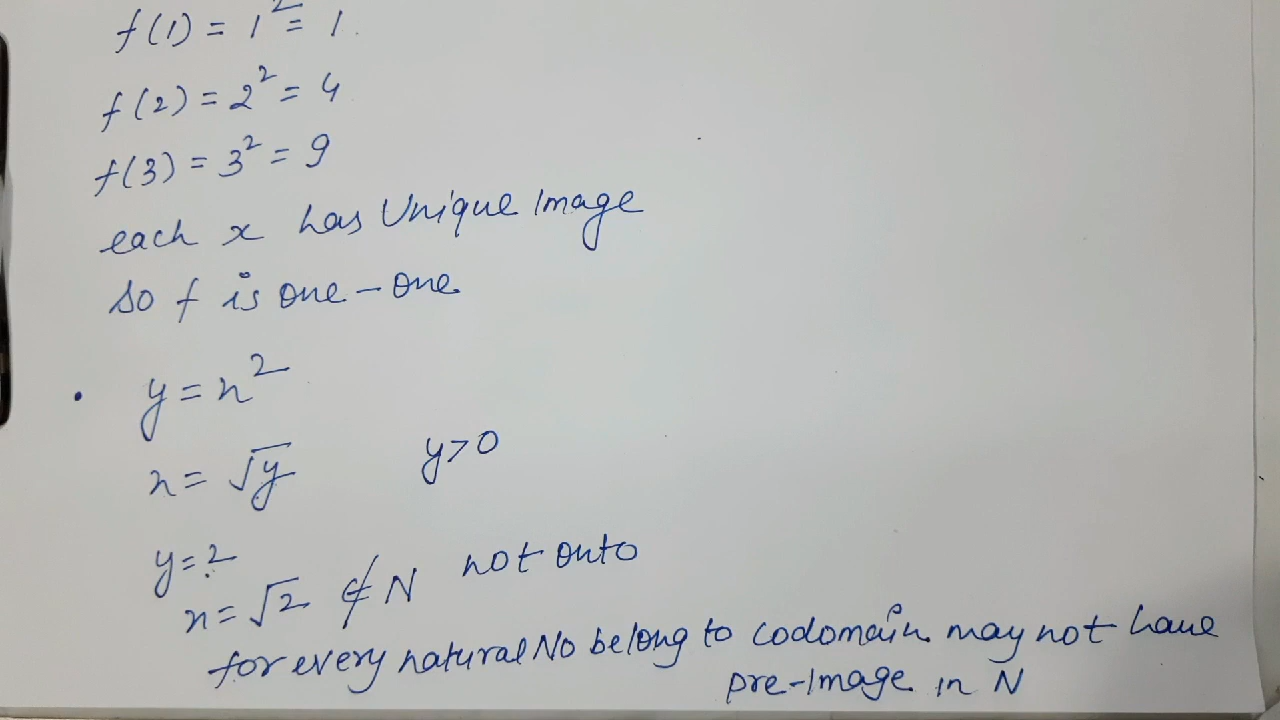 f(1) = 1² = 1.
f(2) = 2² = 4
f(3) = 3² = 9
each x has Unique Image
so f is one-one
• y = x²
x = √y y>0
y=2
x = √2 ∉ N not onto
for every natural No belong to codomain may not have
pre-Image in N